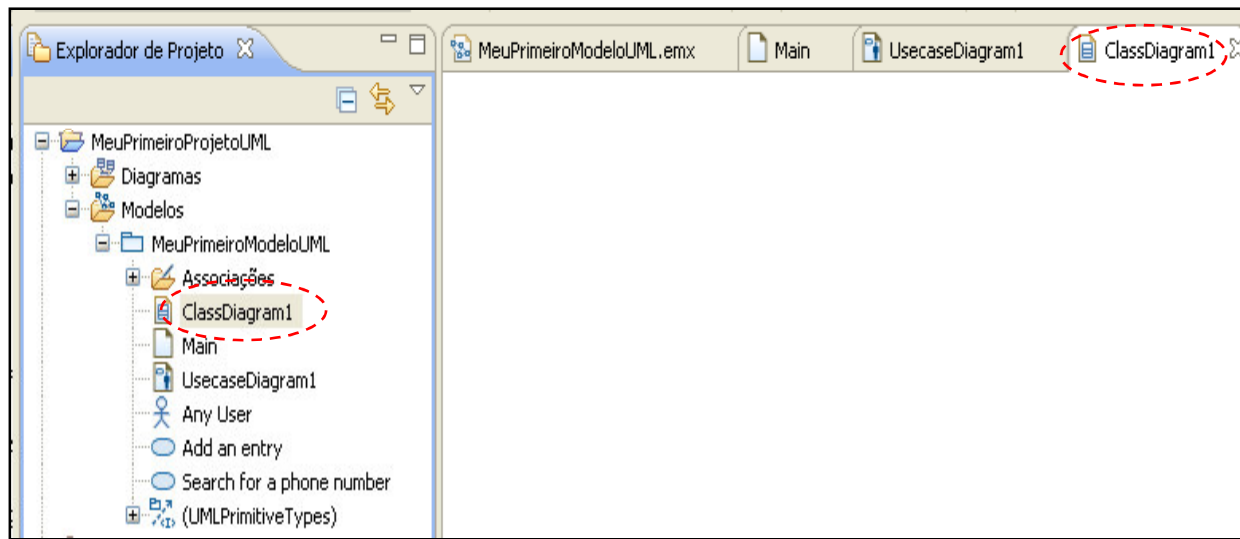 Explorador de Projeto
MeuPrimeiroModeloUML.emx
Main
UsecaseDiagram1
ClassDiagram1
MeuPrimeiroProjetoUML
Diagramas
Modelos
MeuPrimeiroModeloUML
Associações
ClassDiagram1
Main
UsecaseDiagram1
Any User
Add an entry
Search for a phone number
(UMLPrimitiveTypes)